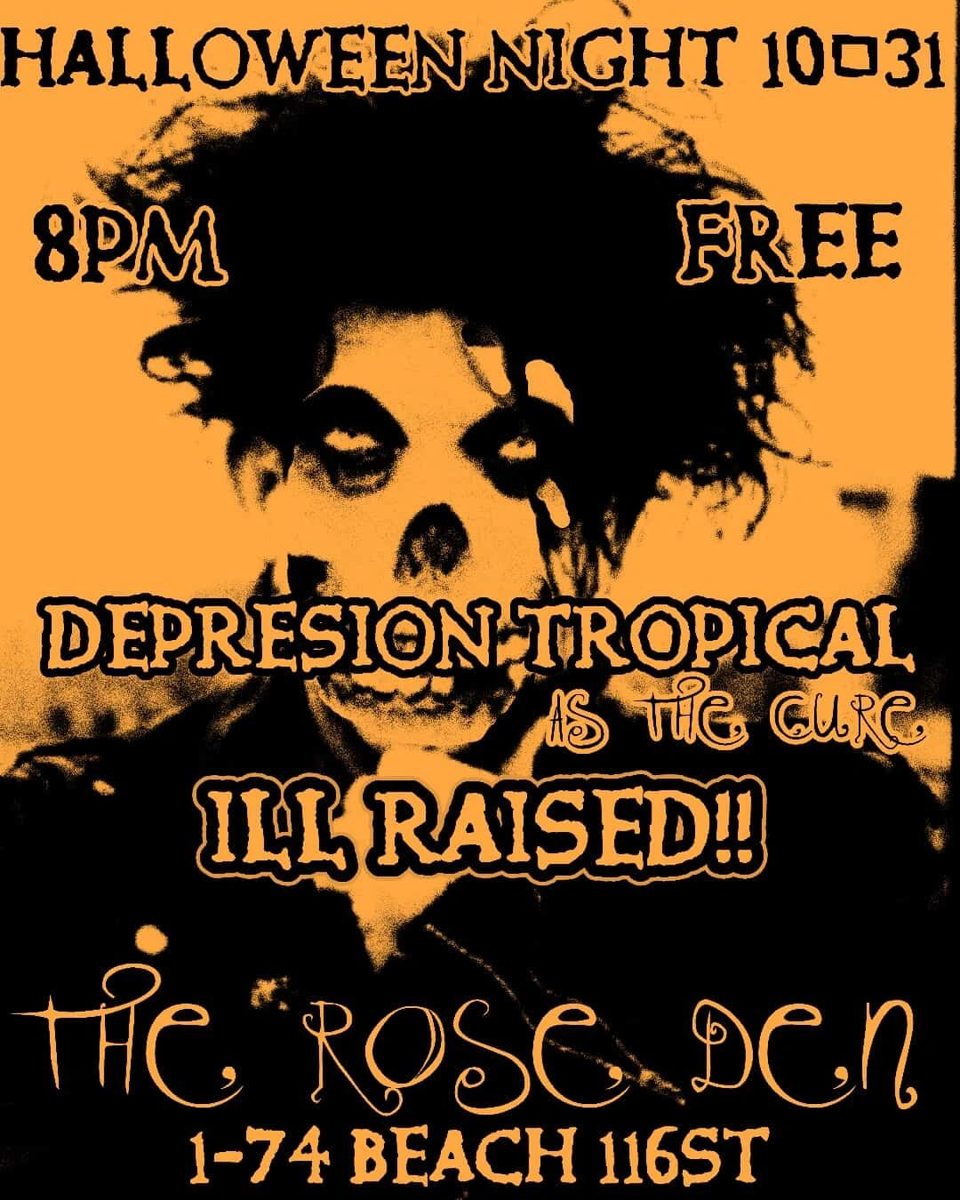 HALLOWEEN NIGHT 10□31
8PM FREE
DEPRESION TROPICAL
AS THE CURE
ILL RAISED!!
THE ROSE DEN
1-74 BEACH 116ST